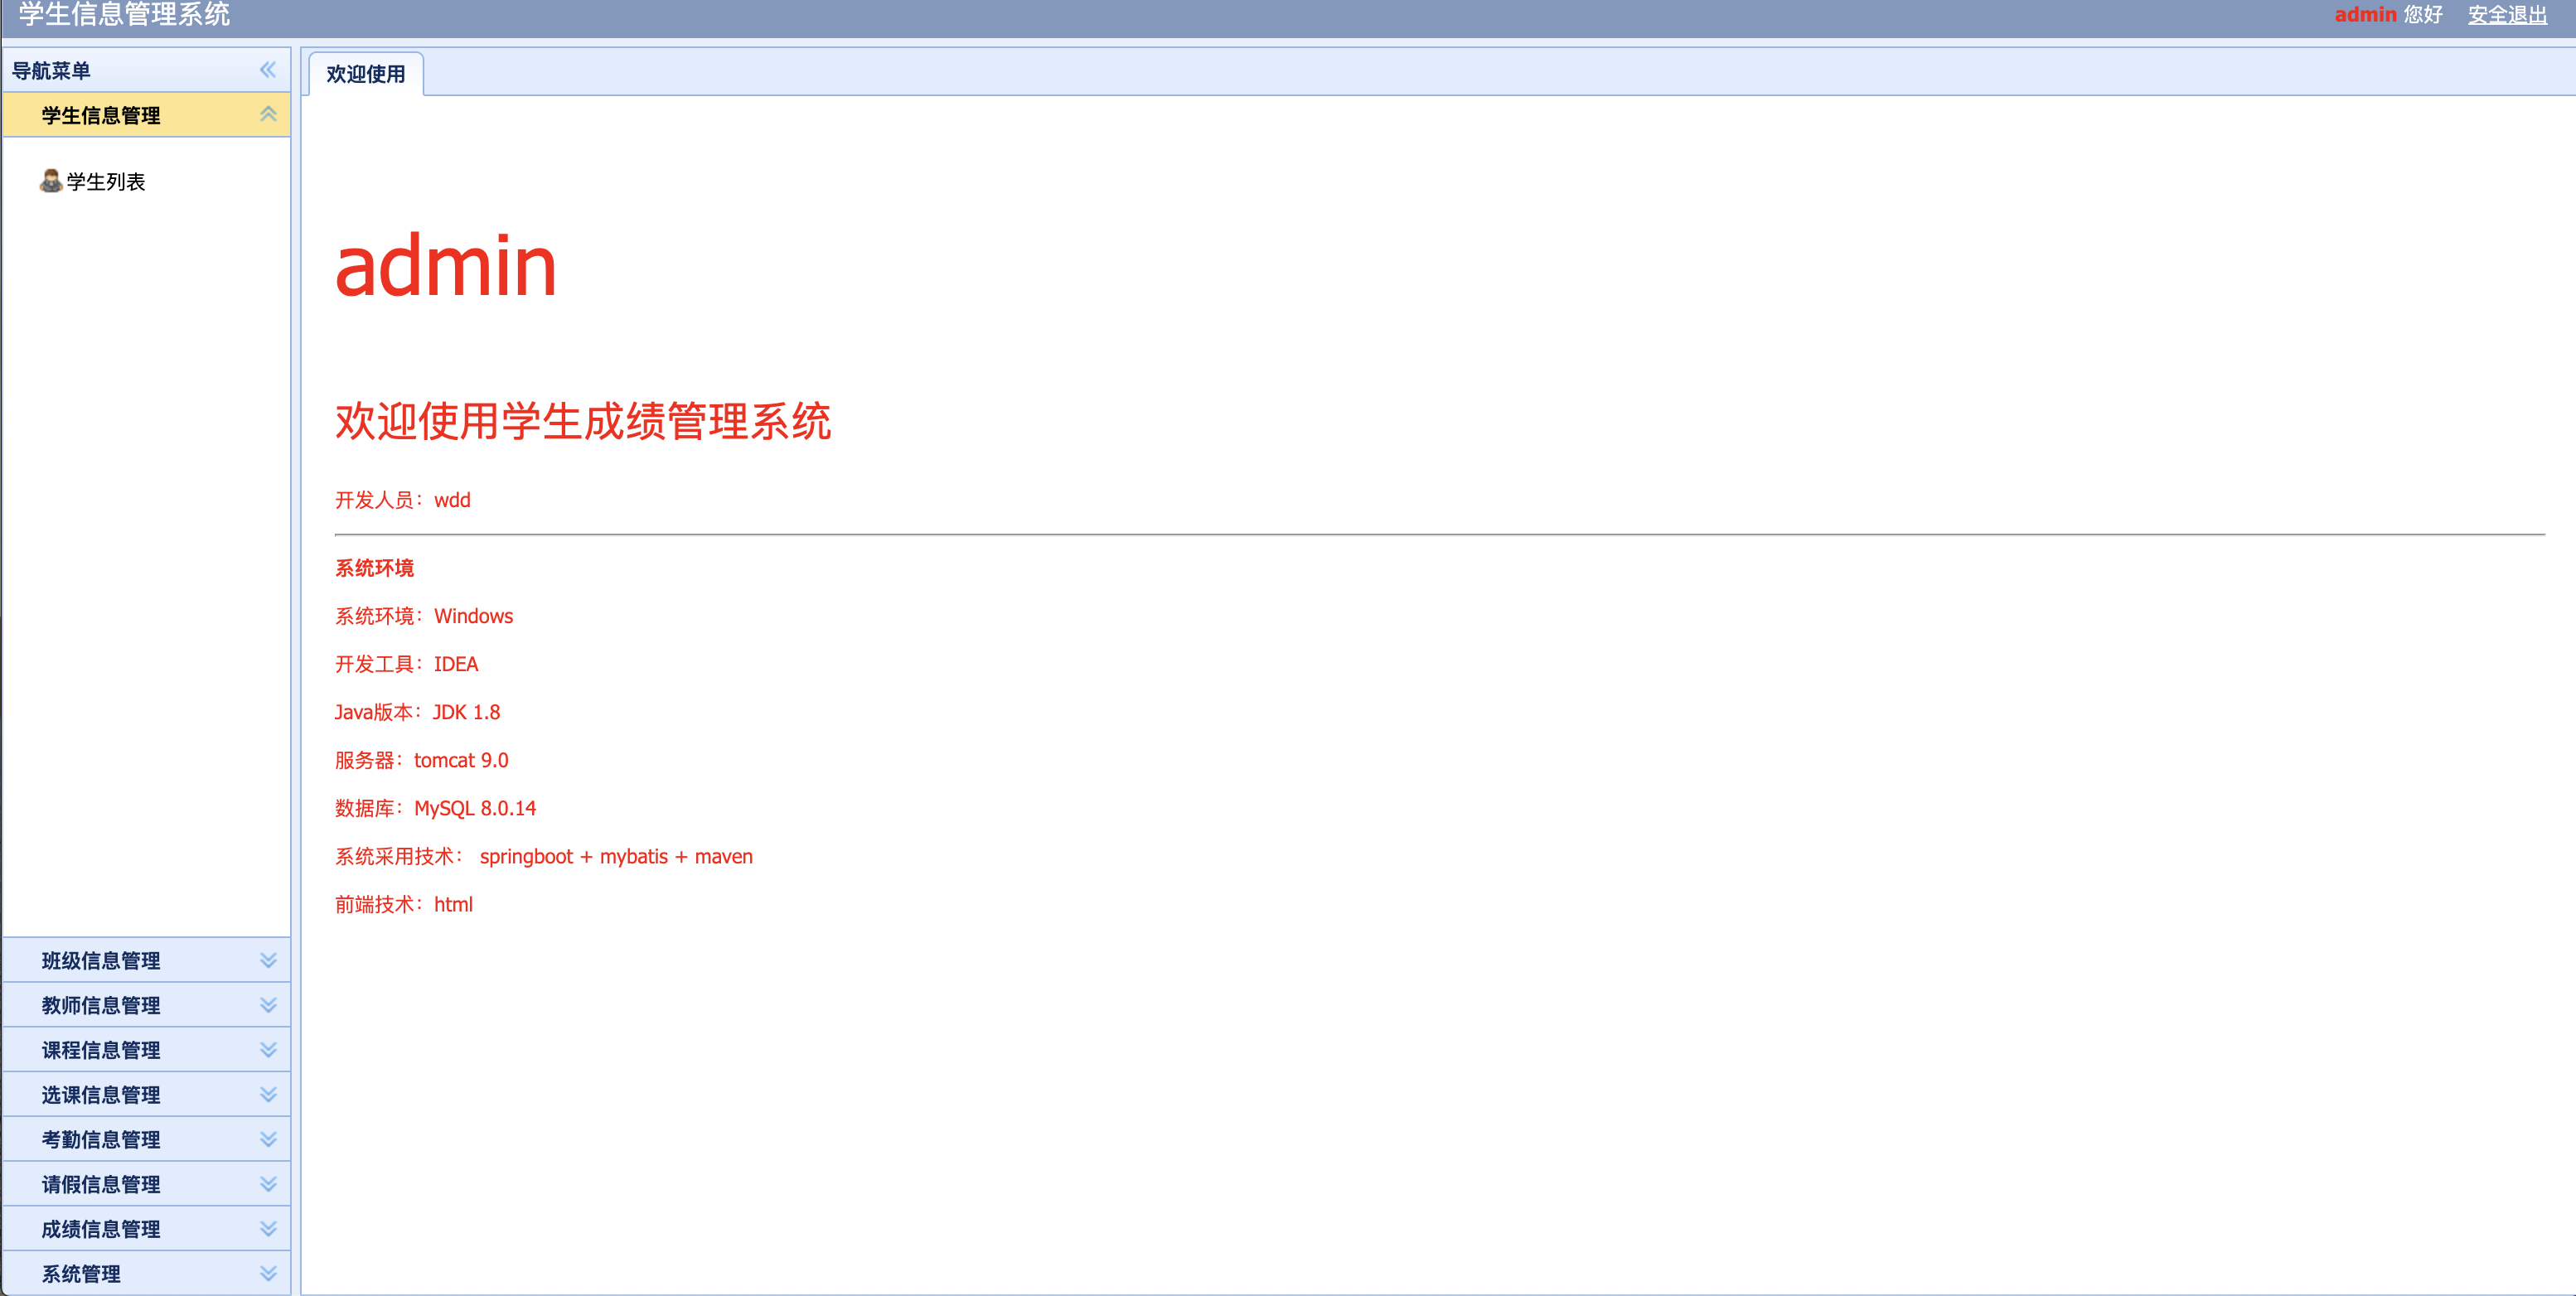 学生信息管理系统
admin 您好 安全退出
导航菜单
学生信息管理
学生列表
班级信息管理
教师信息管理
课程信息管理
选课信息管理
考勤信息管理
请假信息管理
成绩信息管理
系统管理
欢迎使用
admin
欢迎使用学生成绩管理系统
开发人员：wdd
系统环境
系统环境：Windows
开发工具：IDEA
Java版本：JDK 1.8
服务器：tomcat 9.0
数据库：MySQL 8.0.14
系统采用技术： springboot + mybatis + maven
前端技术：html